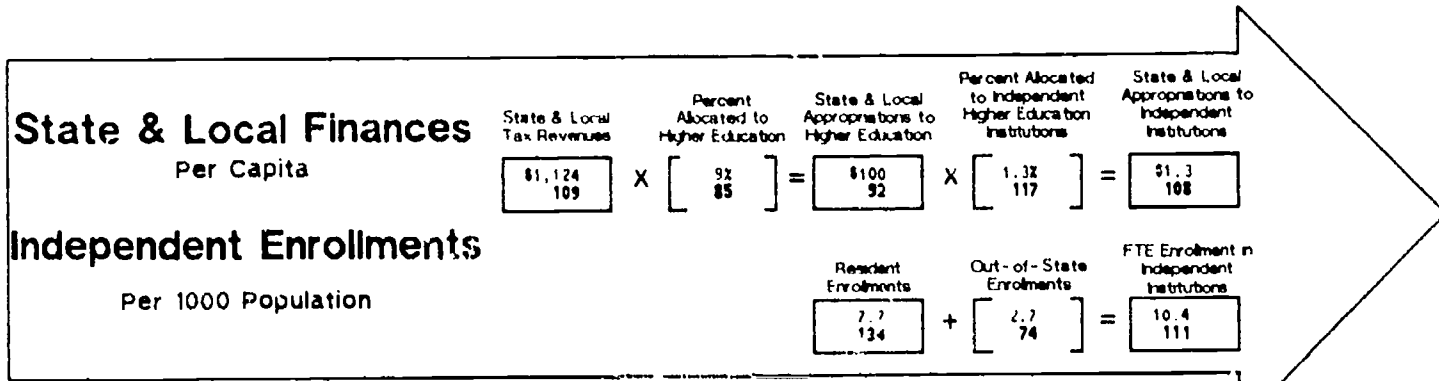 State & Local Finances
Per Capita
State & Local
Tax Revenues
$1,124
109
X
Percent
Allocated to
Higher Education
9%
85
=
State & Local
Appropriations to
Higher Education
$100
92
X
Percent Allocated
to Independent
Higher Education
Institutions
1.3%
117
=
State & Local
Appropriations to
Independent
Institutions
$1.3
108
Independent Enrollments
Per 1000 Population
Resident
Enrollments
7.7
134
+
Out-of-State
Enrollments
2.7
74
=
FTE Enrollment in
Independent
Institutions
10.4
111